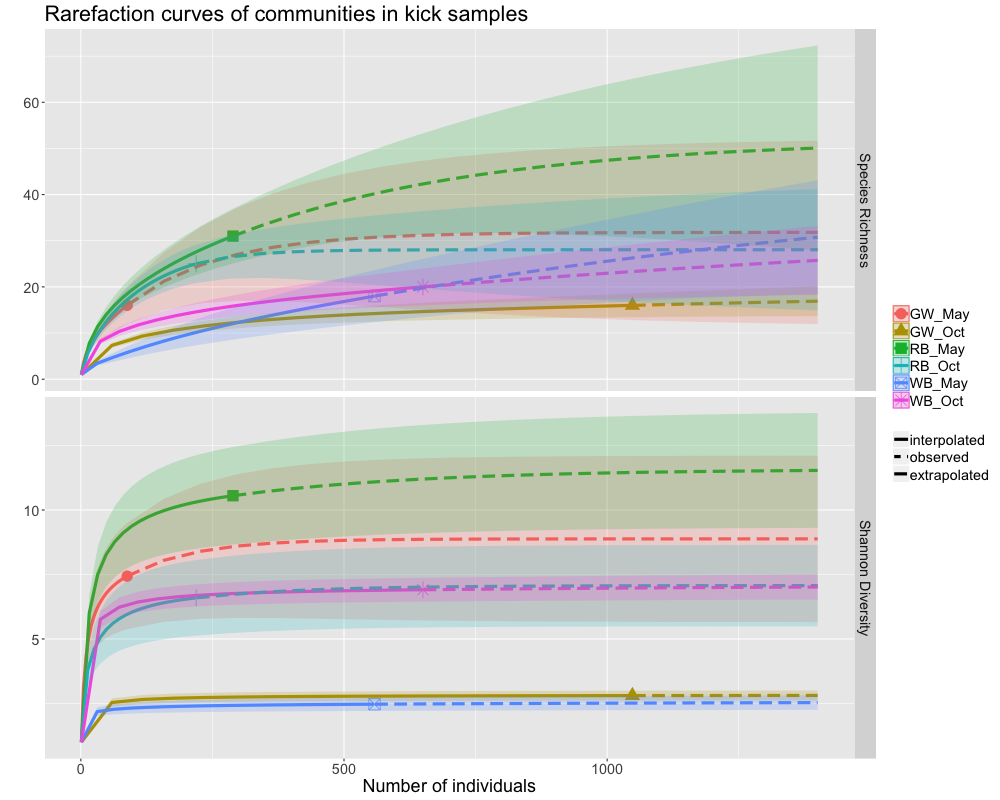 Rarefaction curves of communities in kick samples
60
40
20
0
Species Richness
10
5
Shannon Diversity
0
500
1000
Number of individuals
GW_May
GW_Oct
RB_May
RB_Oct
WB_May
WB_Oct
interpolated
observed
extrapolated